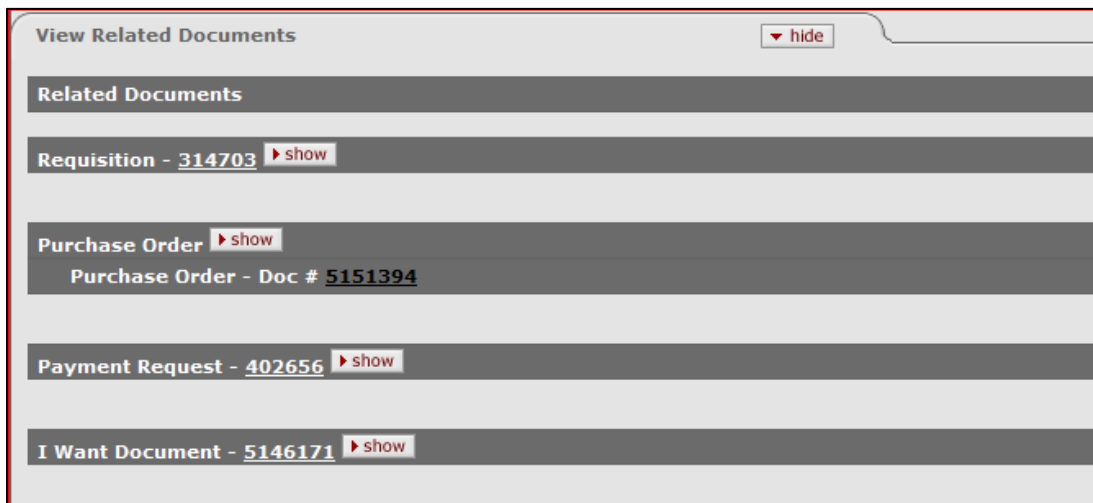 View Related Documents hide
Related Documents
Requisition - 314703 show
Purchase Order show
Purchase Order - Doc # 5151394
Payment Request - 402656 show
I Want Document - 5146171 show